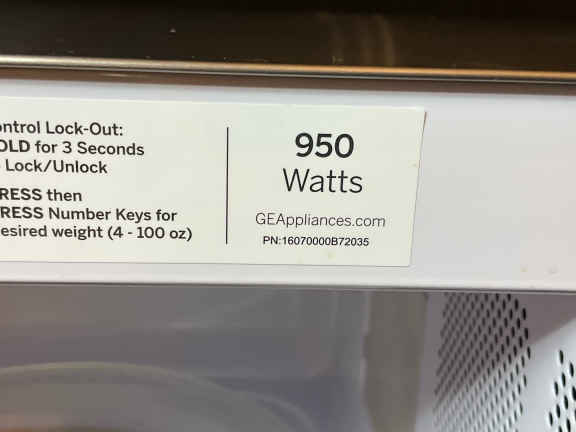 ontrol Lock-Out:
OLD for 3 Seconds
Lock/Unlock
RESS then
RESS Number Keys for
esired weight (4 - 100 oz)
950
Watts
GEAppliances.com
PN:16070000B72035